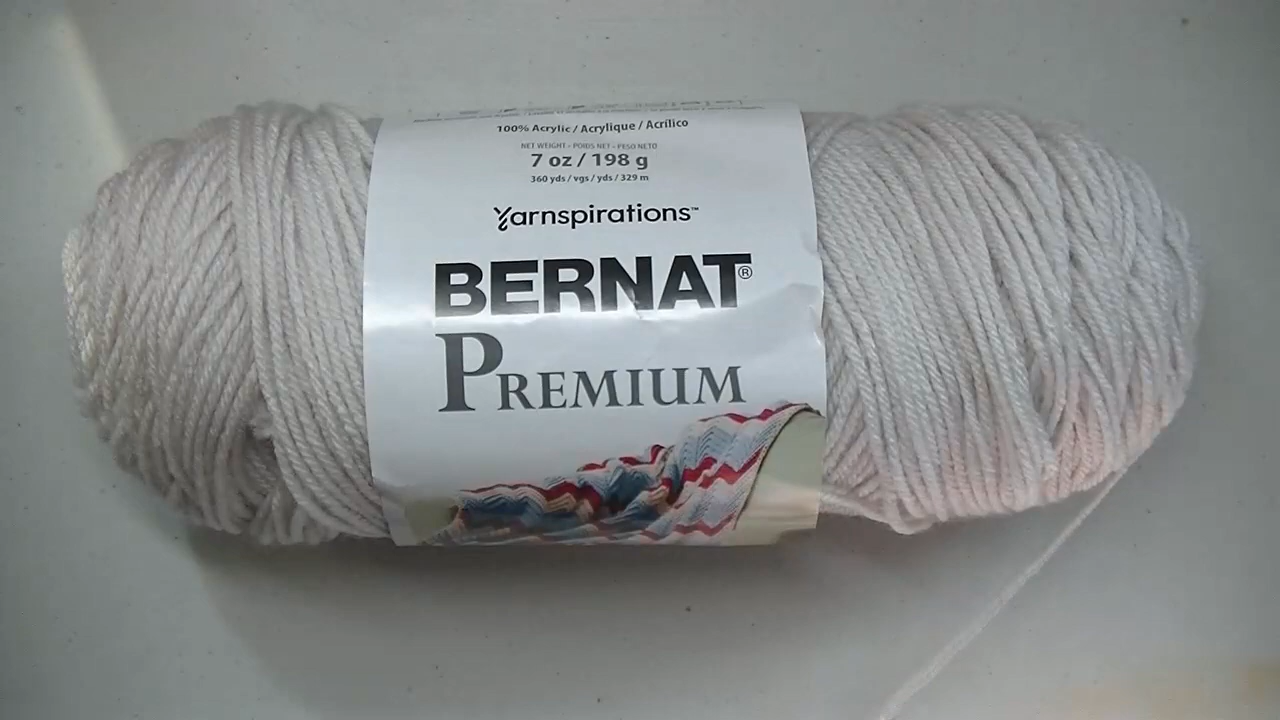 100% Acrylic / Acrylique / Acrílico
NET WEIGHT - POIDS NET - PESO NETO
7 oz / 198 g
360 yds / vgs / yds / 329 m
Yarnspirations™
BERNAT®
PREMIUM